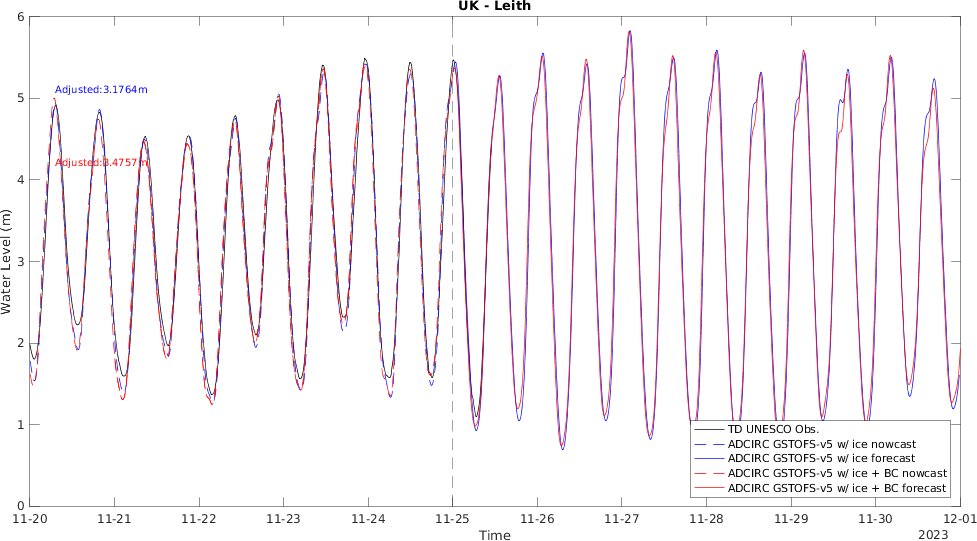 UK - Leith
6
5
4
3
2
1
0
Water Level (m)
Adjusted:3.1764m
Adjusted:3.4757m
TD UNESCO Obs.
ADCIRC GSTOFS-v5 w/ ice nowcast
ADCIRC GSTOFS-v5 w/ ice forecast
ADCIRC GSTOFS-v5 w/ ice + BC nowcast
ADCIRC GSTOFS-v5 w/ ice + BC forecast
11-20 11-21 11-22 11-23 11-24 11-25 11-26 11-27 11-28 11-29 11-30 12-01
Time
2023